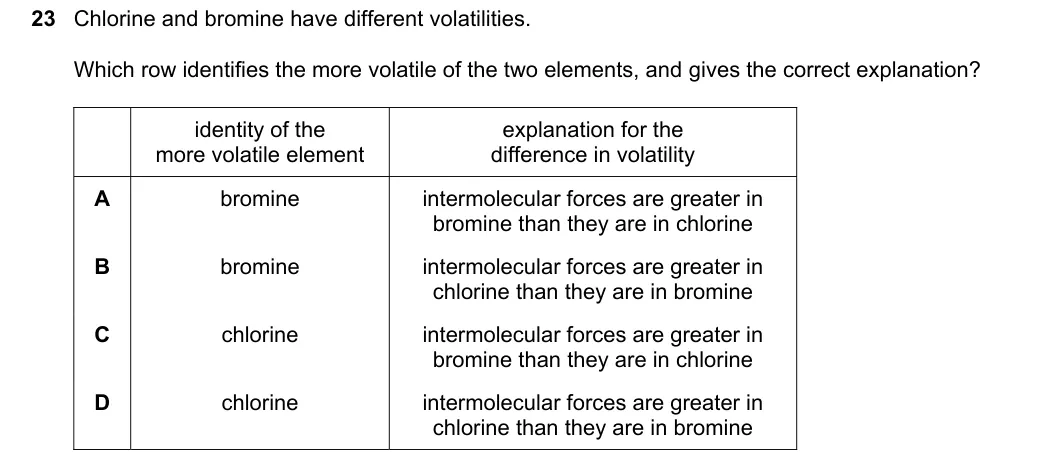 23 Chlorine and bromine have different volatilities.
Which row identifies the more volatile of the two elements, and gives the correct explanation?
identity of the
more volatile element
explanation for the
difference in volatility
A bromine intermolecular forces are greater in
bromine than they are in chlorine
B bromine intermolecular forces are greater in
chlorine than they are in bromine
C chlorine intermolecular forces are greater in
bromine than they are in chlorine
D chlorine intermolecular forces are greater in
chlorine than they are in bromine